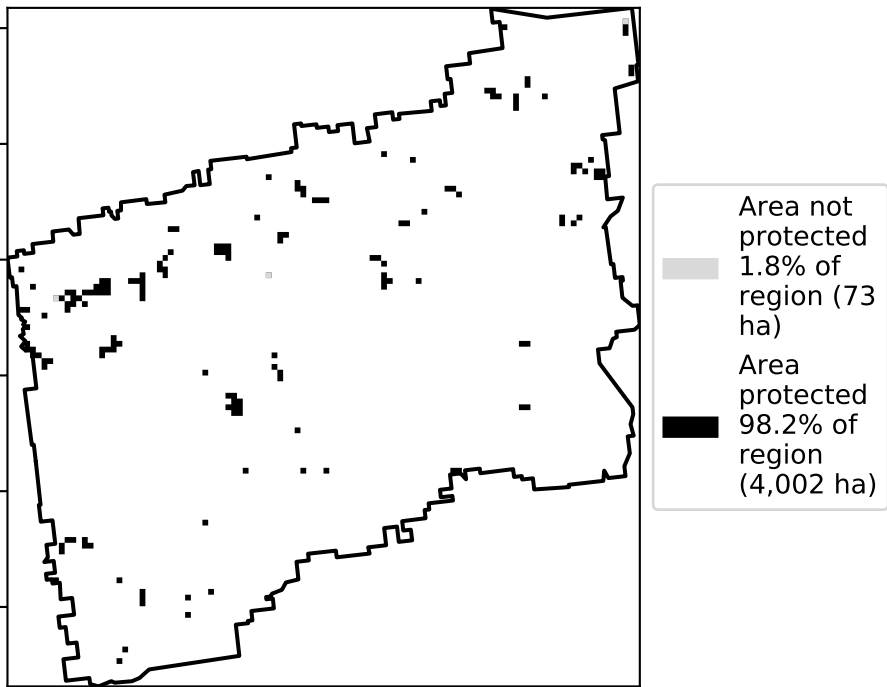 Area not
protected
1.8% of
region (73
ha)
Area
protected
98.2% of
region
(4,002 ha)